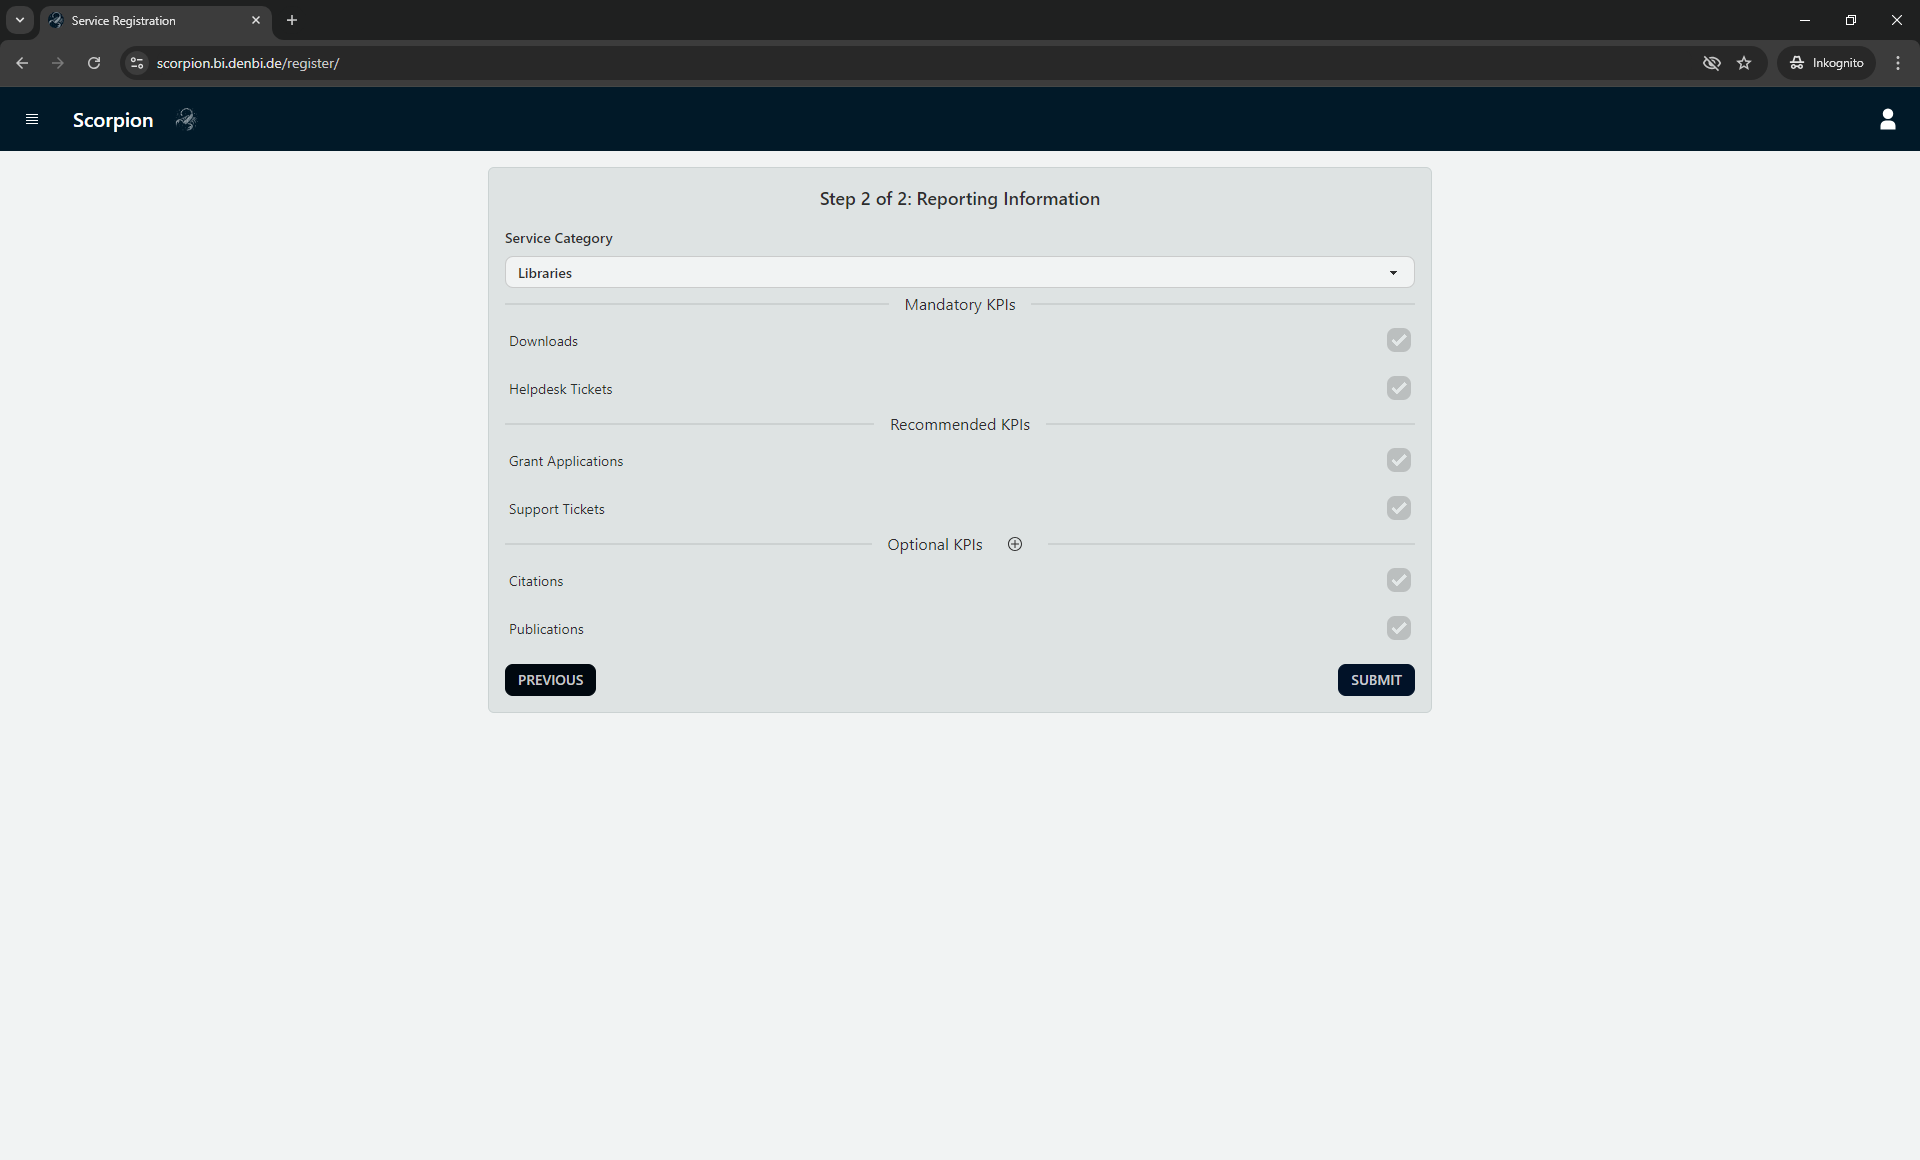 Service Registration
scorpion.bi.denbi.de/register/
Inkognito
Scorpion
Step 2 of 2: Reporting Information
Service Category
Libraries
Mandatory KPIs
Downloads
Helpdesk Tickets
Recommended KPIs
Grant Applications
Support Tickets
Optional KPIs
Citations
Publications
PREVIOUS
SUBMIT